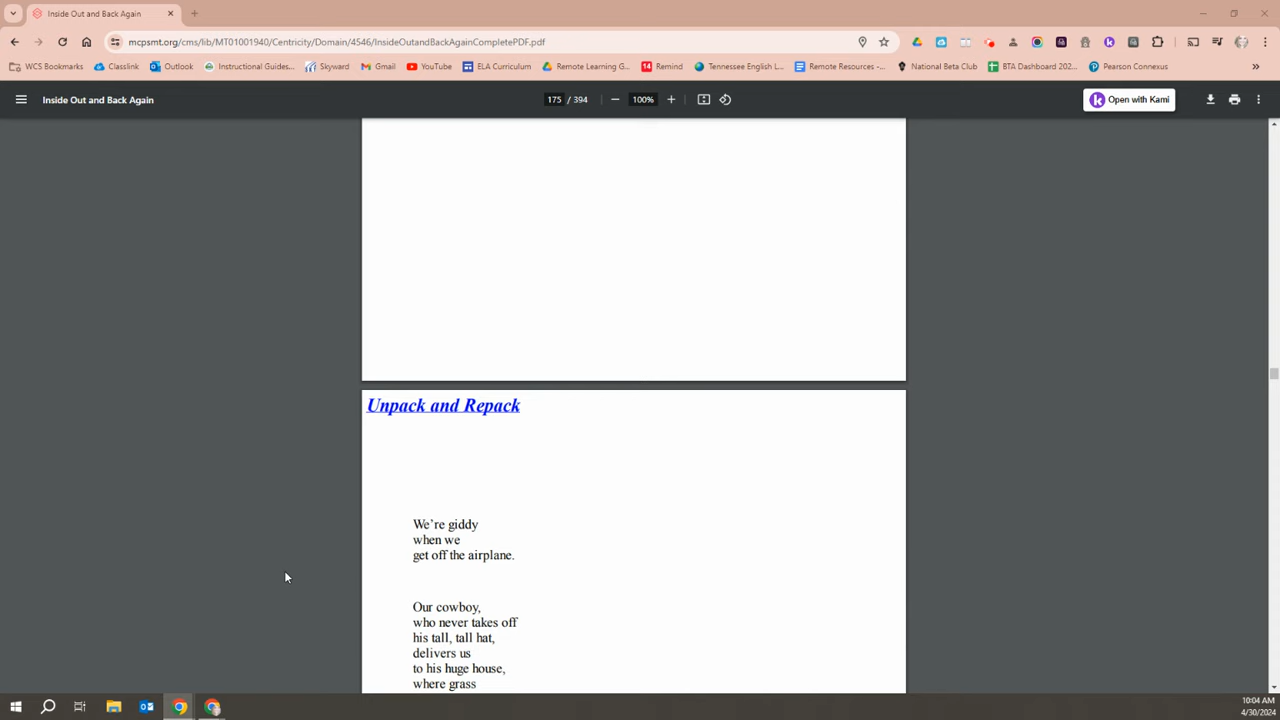 Inside Out and Back Again
mcpsmt.org/cms/lib/MT01001940/Centricity/Domain/4546/InsideOutandBackAgainCompletePDF.pdf
WCS Bookmarks Classlink Outlook Instructional Guides... Skyward Gmail YouTube ELA Curriculum Remote Learning G... 14 Remind Tennessee English L... Remote Resources -... National Beta Club BTA Dashboard 202... Pearson Connexus
Inside Out and Back Again 175 / 394 100% k Open with Kami
Unpack and Repack
We're giddy
when we
get off the airplane.
Our cowboy,
who never takes off
his tall, tall hat,
delivers us
to his huge house,
where grass
10:04 AM
4/30/2024